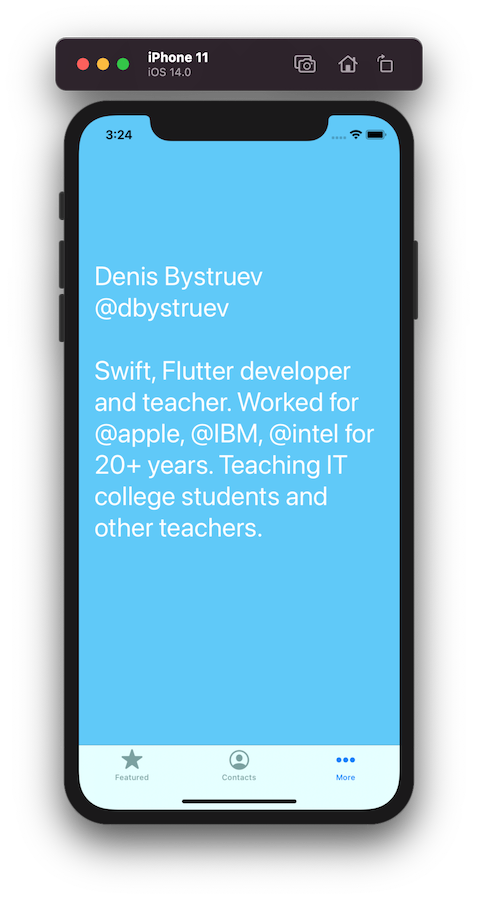 iPhone 11
iOS 14.0
3:24
Denis Bystruev
@dbystruev
Swift, Flutter developer
and teacher. Worked for
@apple, @IBM, @intel for
20+ years. Teaching IT
college students and
other teachers.
Featured
Contacts
More